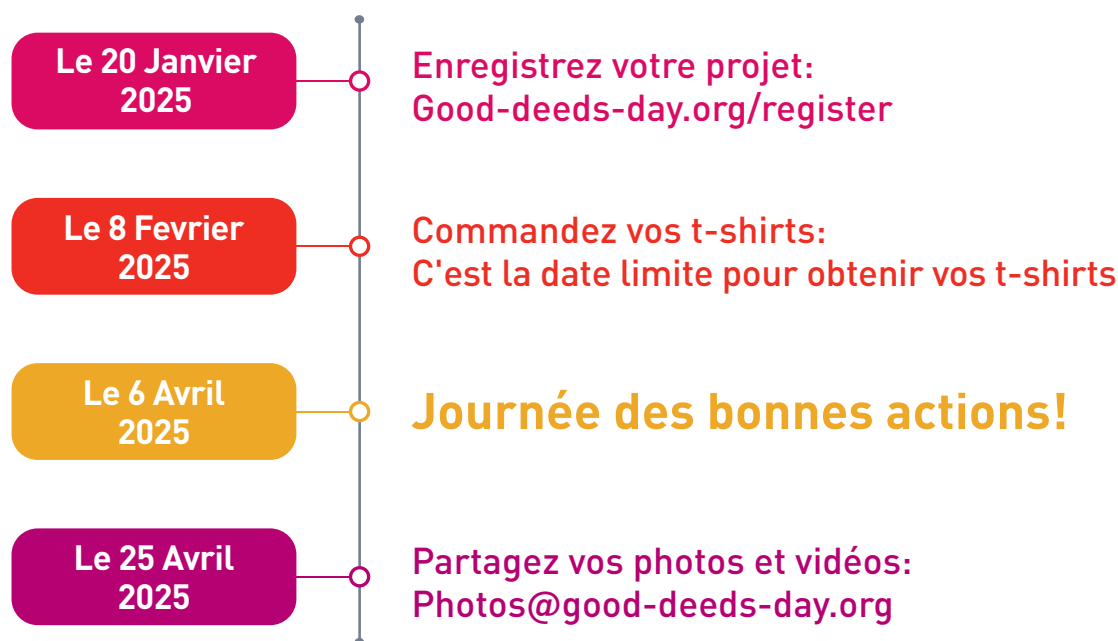 Le 20 Janvier
2025
Enregistrez votre projet:
Good-deeds-day.org/register
Le 8 Fevrier
2025
Commandez vos t-shirts:
C'est la date limite pour obtenir vos t-shirts
Le 6 Avril
2025
Journée des bonnes actions!
Le 25 Avril
2025
Partagez vos photos et vidéos:
Photos@good-deeds-day.org